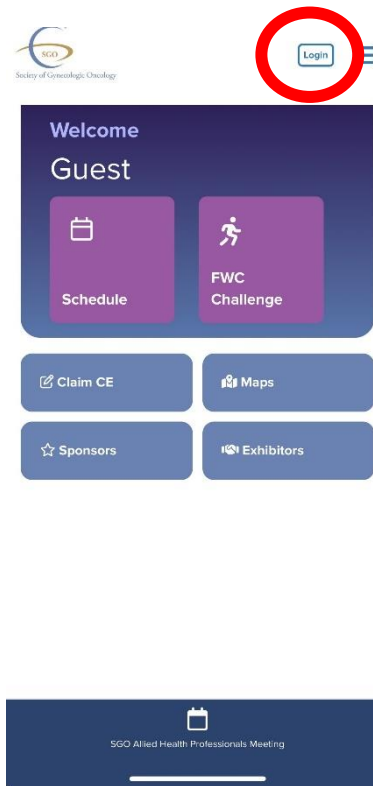 SGO
Society of Gynecologic Oncology
Login
Welcome
Guest
Schedule
FWC
Challenge
Claim CE
Maps
Sponsors
Exhibitors
SGO Allied Health Professionals Meeting